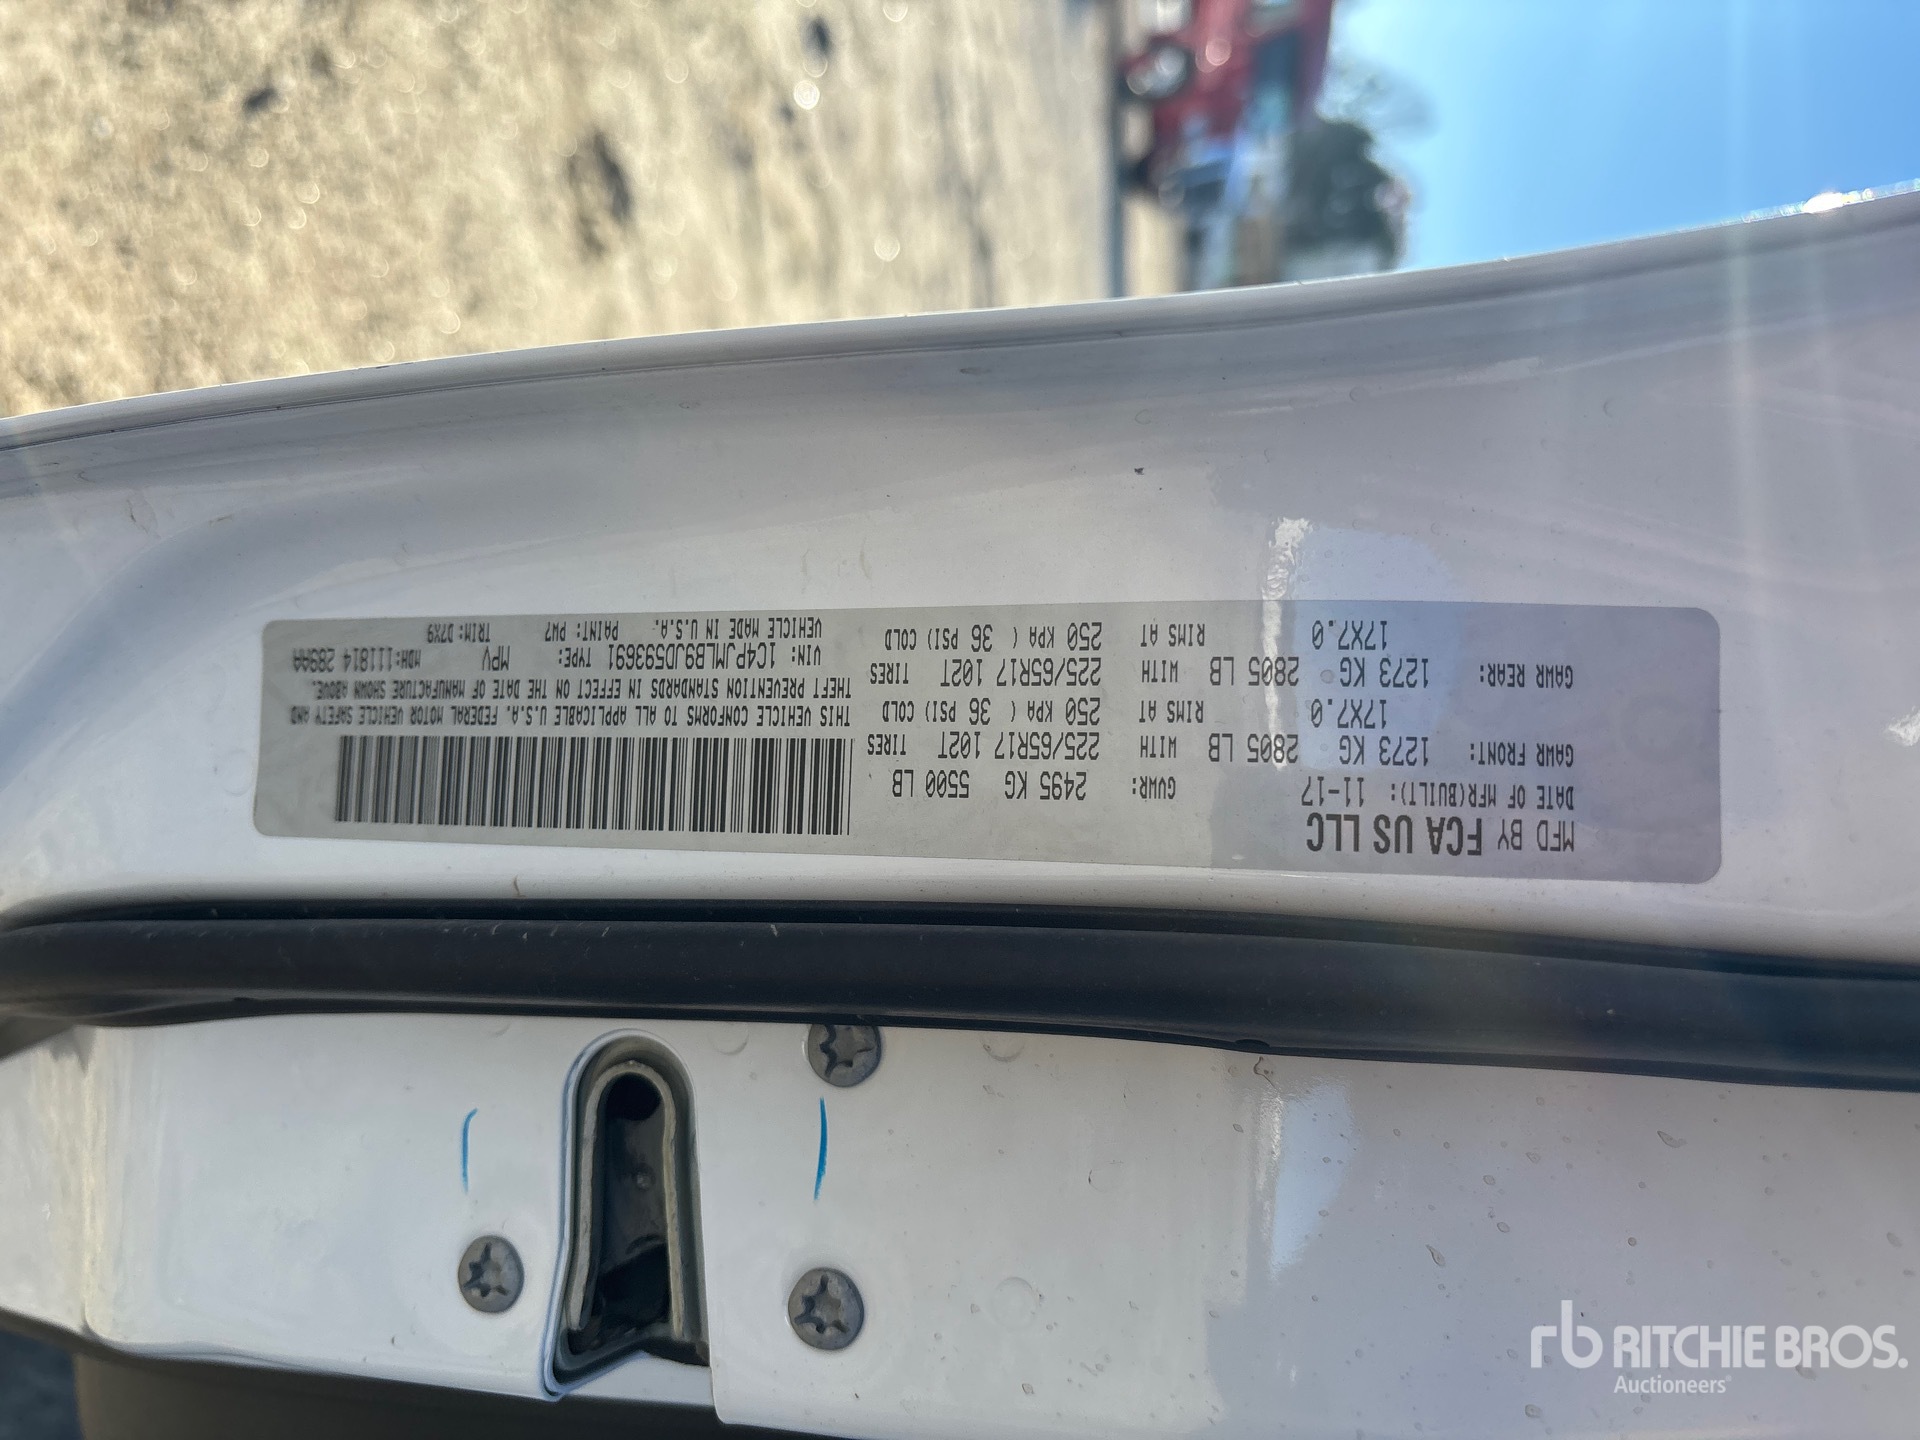 MFD BY FCA US LLC
DATE OF MFR(BUILT): 11-17
GVWR: 2495 KG 5500 LB
GAWR FRONT: 1273 KG 2805 LB WITH 225/65R17 102T TIRES
17X7.0 RIMS AT 250 KPA ( 36 PSI) COLD
GAWR REAR: 1273 KG 2805 LB WITH 225/65R17 102T TIRES
17X7.0 RIMS AT 250 KPA ( 36 PSI) COLD
THIS VEHICLE CONFORMS TO ALL APPLICABLE U.S.A. FEDERAL MOTOR VEHICLE SAFETY AND
THEFT PREVENTION STANDARDS IN EFFECT ON THE DATE OF MANUFACTURE SHOWN ABOVE.
VIN: 1C4PJMLB9JD593691 TYPE: MPV MDH:111814 289AA
VEHICLE MADE IN U.S.A. PAINT: PW7 TRIM: D7X9
rb RITCHIE BROS.
Auctioneers